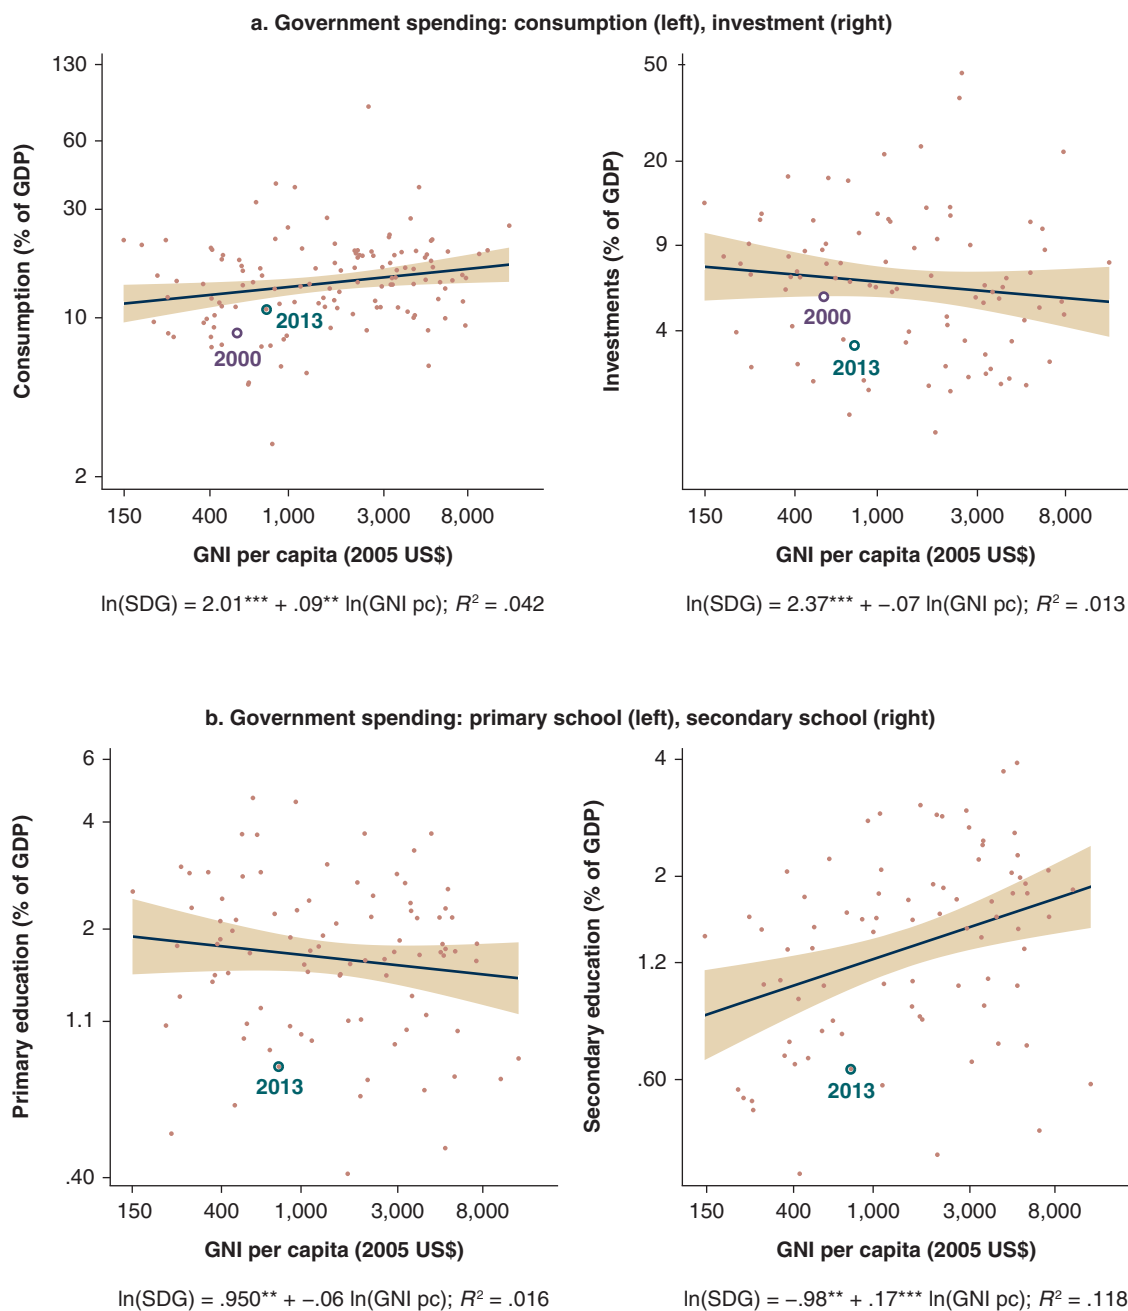 a. Government spending: consumption (left), investment (right)
130
60
30
10
2
Consumption (% of GDP)
2013
2000
150 400 1,000 3,000 8,000
GNI per capita (2005 US$)
ln(SDG) = 2.01*** + .09** ln(GNI pc); R² = .042
50
20
9
4
Investments (% of GDP)
2000
2013
150 400 1,000 3,000 8,000
GNI per capita (2005 US$)
ln(SDG) = 2.37*** + −.07 ln(GNI pc); R² = .013
b. Government spending: primary school (left), secondary school (right)
6
4
2
1.1
.40
Primary education (% of GDP)
2013
150 400 1,000 3,000 8,000
GNI per capita (2005 US$)
ln(SDG) = .950** + −.06 ln(GNI pc); R² = .016
4
2
1.2
.60
Secondary education (% of GDP)
2013
150 400 1,000 3,000 8,000
GNI per capita (2005 US$)
ln(SDG) = −.98** + .17*** ln(GNI pc); R² = .118